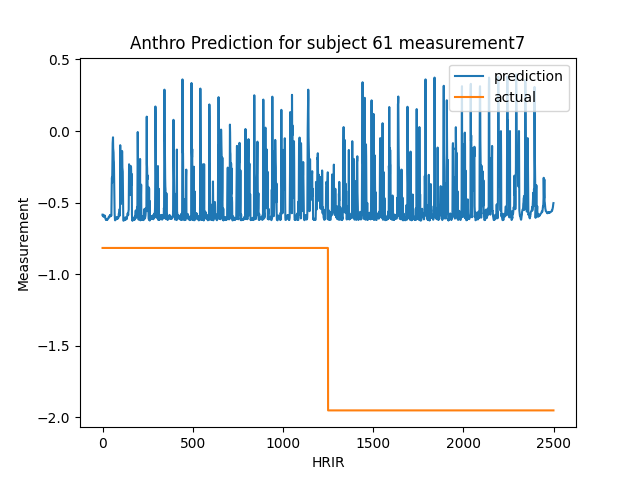 Anthro Prediction for subject 61 measurement7
prediction
actual
Measurement
0.5
0.0
−0.5
−1.0
−1.5
−2.0
0
500
1000
1500
2000
2500
HRIR